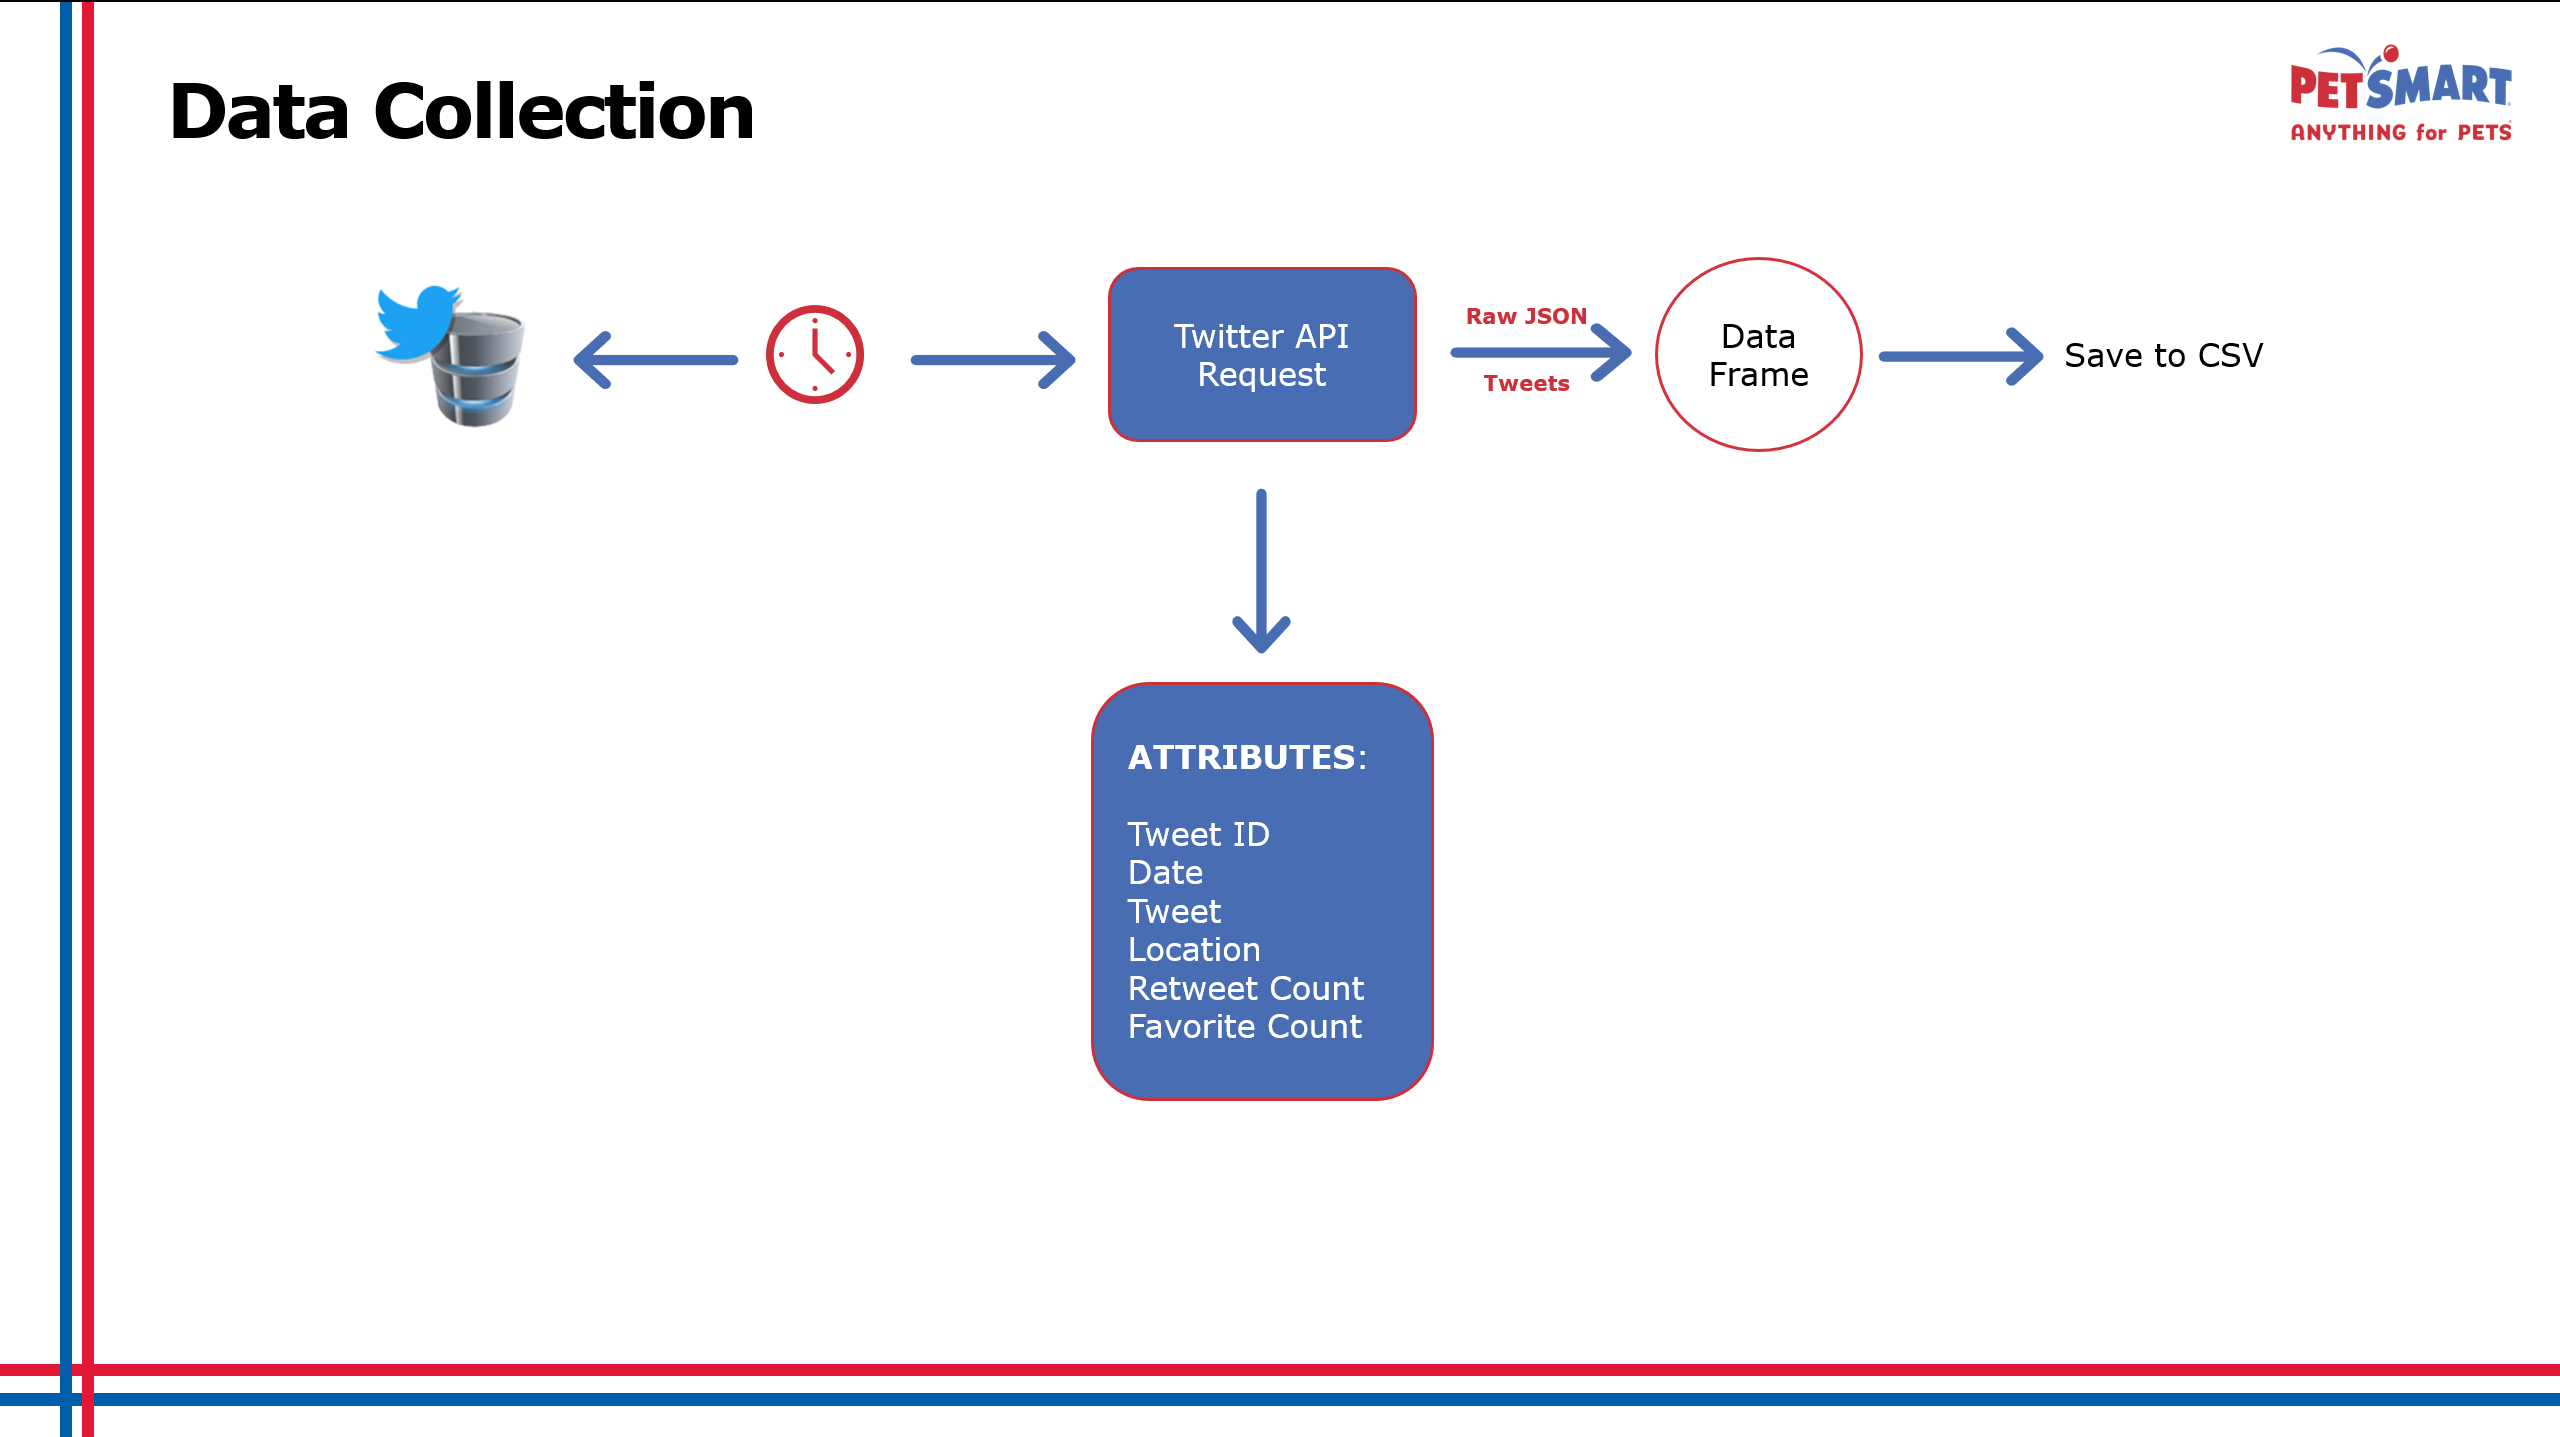 Data Collection
PETSMART
ANYTHING for PETS
Twitter API
Request
Raw JSON
Tweets
Data
Frame
Save to CSV
ATTRIBUTES:
Tweet ID
Date
Tweet
Location
Retweet Count
Favorite Count